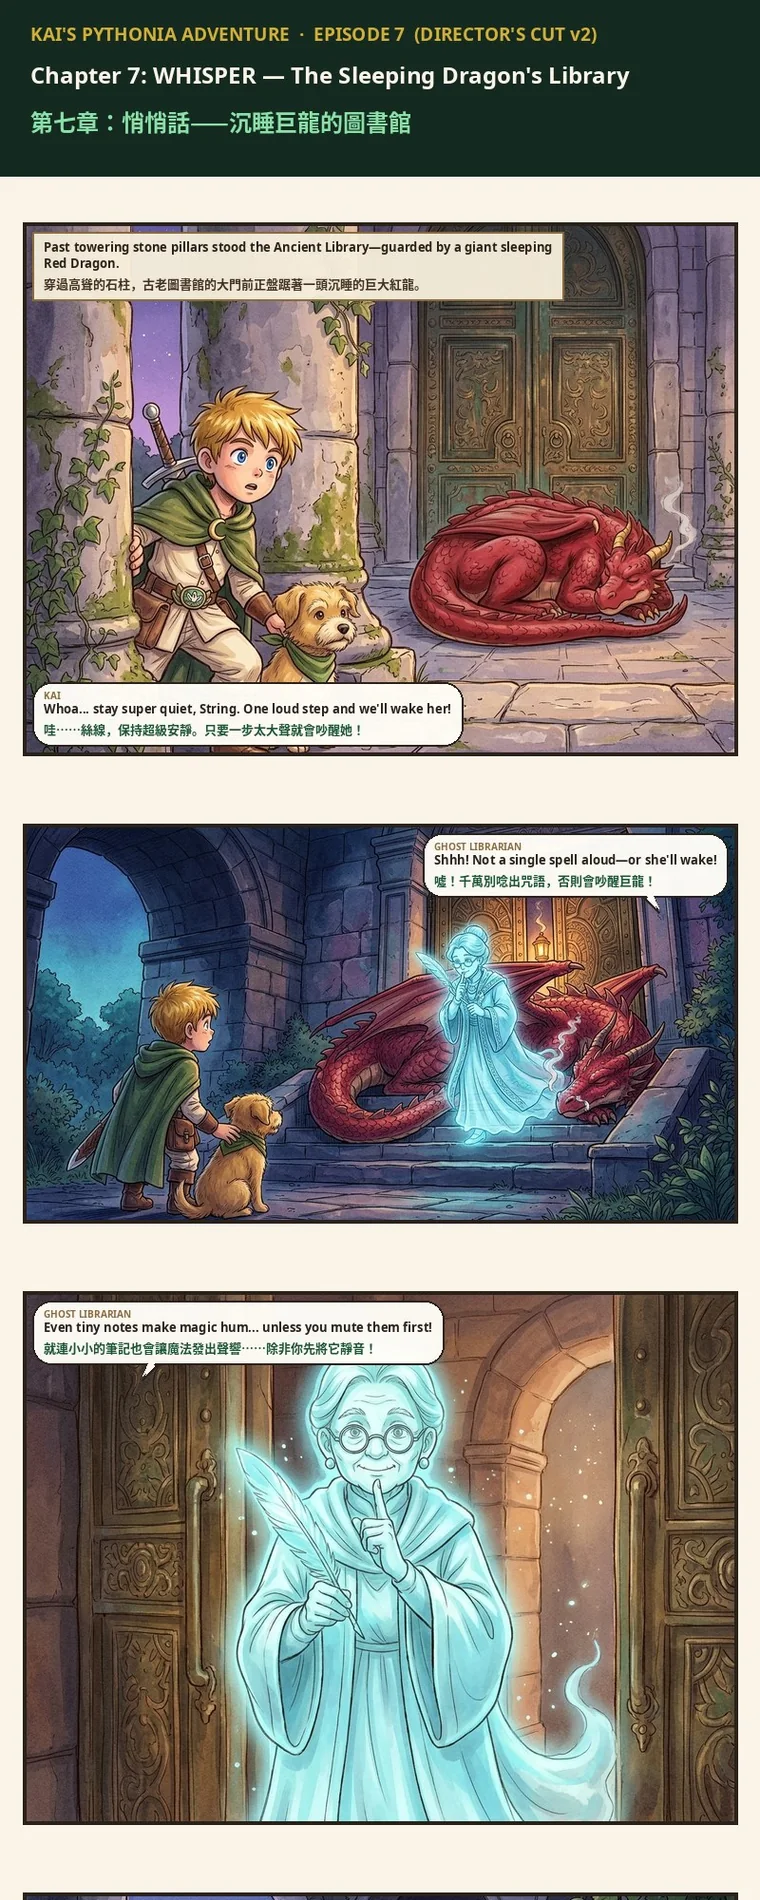 KAI'S PYTHONIA ADVENTURE · EPISODE 7 (DIRECTOR'S CUT v2)
Chapter 7: WHISPER — The Sleeping Dragon's Library
第七章：悄悄話——沉睡巨龍的圖書館
Past towering stone pillars stood the Ancient Library—guarded by a giant sleeping
Red Dragon.
穿過高聳的石柱，古老圖書館的大門前正盤踞著一頭沉睡的巨大紅龍。
KAI
Whoa... stay super quiet, String. One loud step and we'll wake her!
哇⋯⋯絲線，保持超級安靜。只要一步太大聲就會吵醒她！
GHOST LIBRARIAN
Shhh! Not a single spell aloud—or she'll wake!
噓！千萬別唸出咒語，否則會吵醒巨龍！
GHOST LIBRARIAN
Even tiny notes make magic hum... unless you mute them first!
就連小小的筆記也會讓魔法發出聲響⋯⋯除非你先將它靜音！